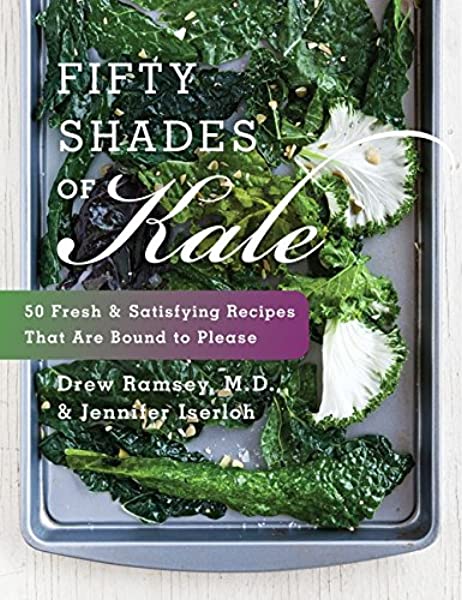 FIFTY
SHADES
OF Kale
50 Fresh & Satisfying Recipes
That Are Bound to Please
Drew Ramsey, M.D.,
& Jennifer Iserloh